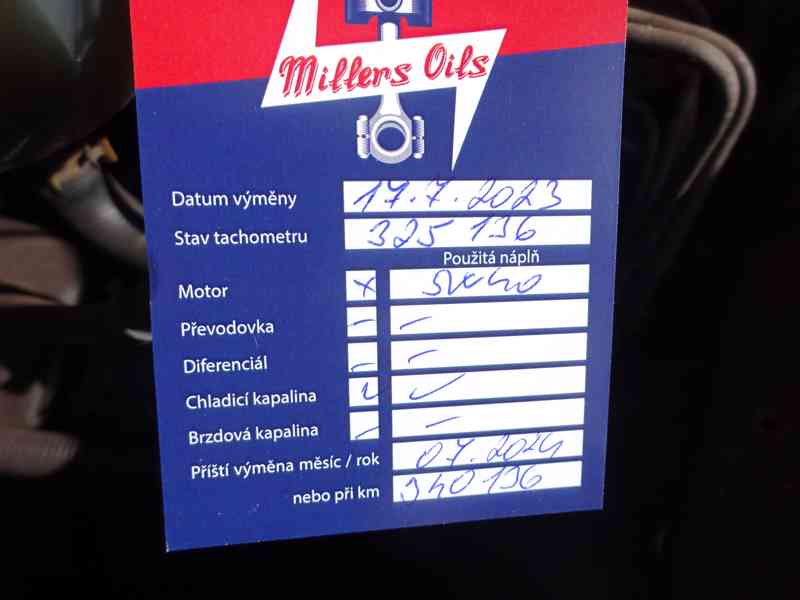 Millers Oils
Datum výměny 17.7.2023
Stav tachometru 325 136
Použitá náplň
Motor x 5W40
Převodovka - -
Diferenciál - -
Chladicí kapalina ✓ ✓
Brzdová kapalina - -
Příští výměna měsíc / rok 07.2024
nebo při km 340 136